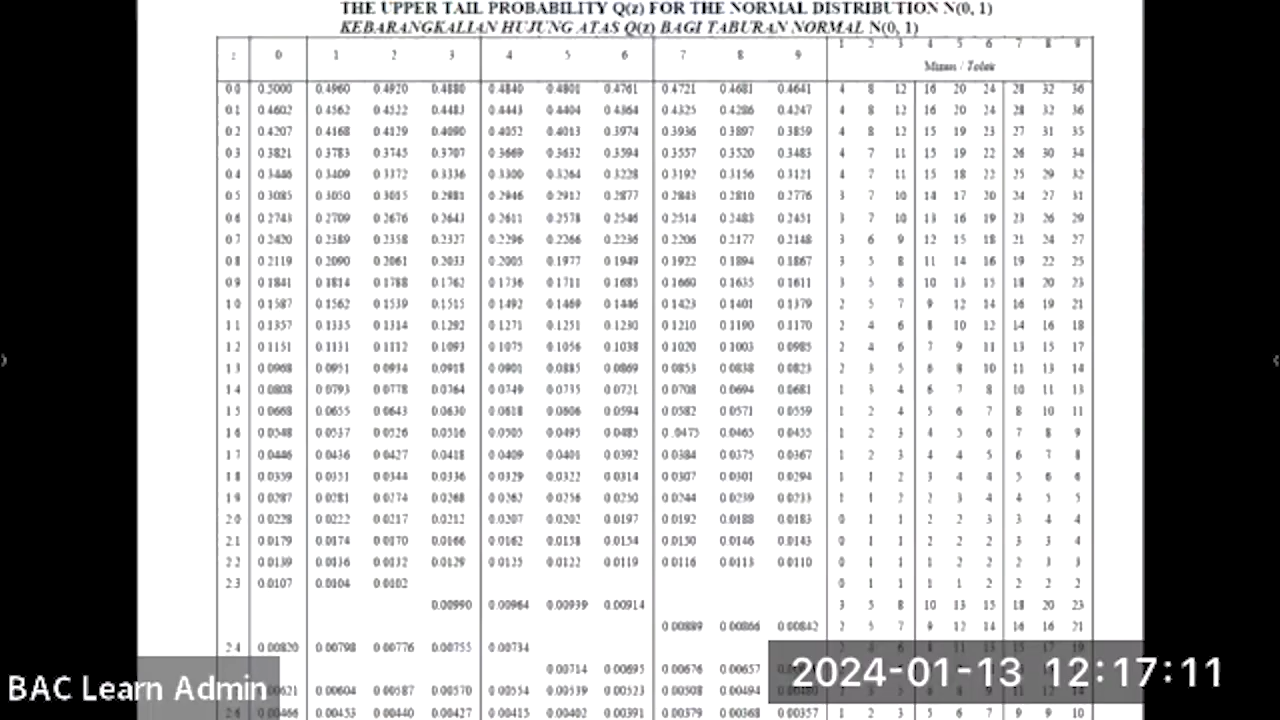 THE UPPER TAIL PROBABILITY Q(z) FOR THE NORMAL DISTRIBUTION N(0, 1)
KEBARANGKALIAN HUJUNG ATAS Q(z) BAGI TABURAN NORMAL N(0, 1)
z 0 1 2 3 4 5 6 7 8 9 1 2 3 4 5 6 7 8 9
Minus / Tolak
0.0 0.5000 0.4960 0.4920 0.4880 0.4840 0.4801 0.4761 0.4721 0.4681 0.4641 4 8 12 16 20 24 28 32 36
0.1 0.4602 0.4562 0.4522 0.4483 0.4443 0.4404 0.4364 0.4325 0.4286 0.4247 4 8 12 16 20 24 28 32 36
0.2 0.4207 0.4168 0.4129 0.4090 0.4052 0.4013 0.3974 0.3936 0.3897 0.3859 4 8 12 15 19 23 27 31 35
0.3 0.3821 0.3783 0.3745 0.3707 0.3669 0.3632 0.3594 0.3557 0.3520 0.3483 4 7 11 15 19 22 26 30 34
0.4 0.3446 0.3409 0.3372 0.3336 0.3300 0.3264 0.3228 0.3192 0.3156 0.3121 4 7 11 15 18 22 25 29 32
0.5 0.3085 0.3050 0.3015 0.2981 0.2946 0.2912 0.2877 0.2843 0.2810 0.2776 3 7 10 14 17 20 24 27 31
0.6 0.2743 0.2709 0.2676 0.2643 0.2611 0.2578 0.2546 0.2514 0.2483 0.2451 3 7 10 13 16 19 23 26 29
0.7 0.2420 0.2389 0.2358 0.2327 0.2296 0.2266 0.2236 0.2206 0.2177 0.2148 3 6 9 12 15 18 21 24 27
0.8 0.2119 0.2090 0.2061 0.2033 0.2005 0.1977 0.1949 0.1922 0.1894 0.1867 3 5 8 11 14 16 19 22 25
0.9 0.1841 0.1814 0.1788 0.1762 0.1736 0.1711 0.1685 0.1660 0.1635 0.1611 3 5 8 10 13 15 18 20 23
1.0 0.1587 0.1562 0.1539 0.1515 0.1492 0.1469 0.1446 0.1423 0.1401 0.1379 2 5 7 9 12 14 16 19 21
1.1 0.1357 0.1335 0.1314 0.1292 0.1271 0.1251 0.1230 0.1210 0.1190 0.1170 2 4 6 8 10 12 14 16 18
1.2 0.1151 0.1131 0.1112 0.1093 0.1075 0.1056 0.1038 0.1020 0.1003 0.0985 2 4 6 7 9 11 13 15 17
1.3 0.0968 0.0951 0.0934 0.0918 0.0901 0.0885 0.0869 0.0853 0.0838 0.0823 2 3 5 6 8 10 11 13 14
1.4 0.0808 0.0793 0.0778 0.0764 0.0749 0.0735 0.0721 0.0708 0.0694 0.0681 1 3 4 6 7 8 10 11 13
1.5 0.0668 0.0655 0.0643 0.0630 0.0618 0.0606 0.0594 0.0582 0.0571 0.0559 1 2 4 5 6 7 8 10 11
1.6 0.0548 0.0537 0.0526 0.0516 0.0505 0.0495 0.0485 0.0475 0.0465 0.0455 1 2 3 4 5 6 7 8 9
1.7 0.0446 0.0436 0.0427 0.0418 0.0409 0.0401 0.0392 0.0384 0.0375 0.0367 1 2 3 4 4 5 6 7 8
1.8 0.0359 0.0351 0.0344 0.0336 0.0329 0.0322 0.0314 0.0307 0.0301 0.0294 1 1 2 3 4 4 5 6 6
1.9 0.0287 0.0281 0.0274 0.0268 0.0262 0.0256 0.0250 0.0244 0.0239 0.0233 1 1 2 2 3 4 4 5 5
2.0 0.0228 0.0222 0.0217 0.0212 0.0207 0.0202 0.0197 0.0192 0.0188 0.0183 0 1 1 2 2 3 3 4 4
2.1 0.0179 0.0174 0.0170 0.0166 0.0162 0.0158 0.0154 0.0150 0.0146 0.0143 0 1 1 2 2 2 3 3 4
2.2 0.0139 0.0136 0.0132 0.0129 0.0125 0.0122 0.0119 0.0116 0.0113 0.0110 0 1 1 1 2 2 2 3 3
2.3 0.0107 0.0104 0.0102 0 1 1 1 1 2 2 2 2
0.00990 0.00964 0.00939 0.00914 3 5 8 10 13 15 18 20 23
0.00889 0.00866 0.00842 2 5 7 9 12 14 16 16 21
2.4 0.00820 0.00798 0.00776 0.00755 0.00734
0.00714 0.00695 0.00676 0.00657
0.00604 0.00587 0.00570 0.00554 0.00539 0.00523 0.00508 0.00494
2.6 0.00466 0.00453 0.00440 0.00427 0.00415 0.00402 0.00391 0.00379 0.00368 0.00357 1 2 3 5 6 7 9 9 10
BAC Learn Admin
2024-01-13 12:17:11